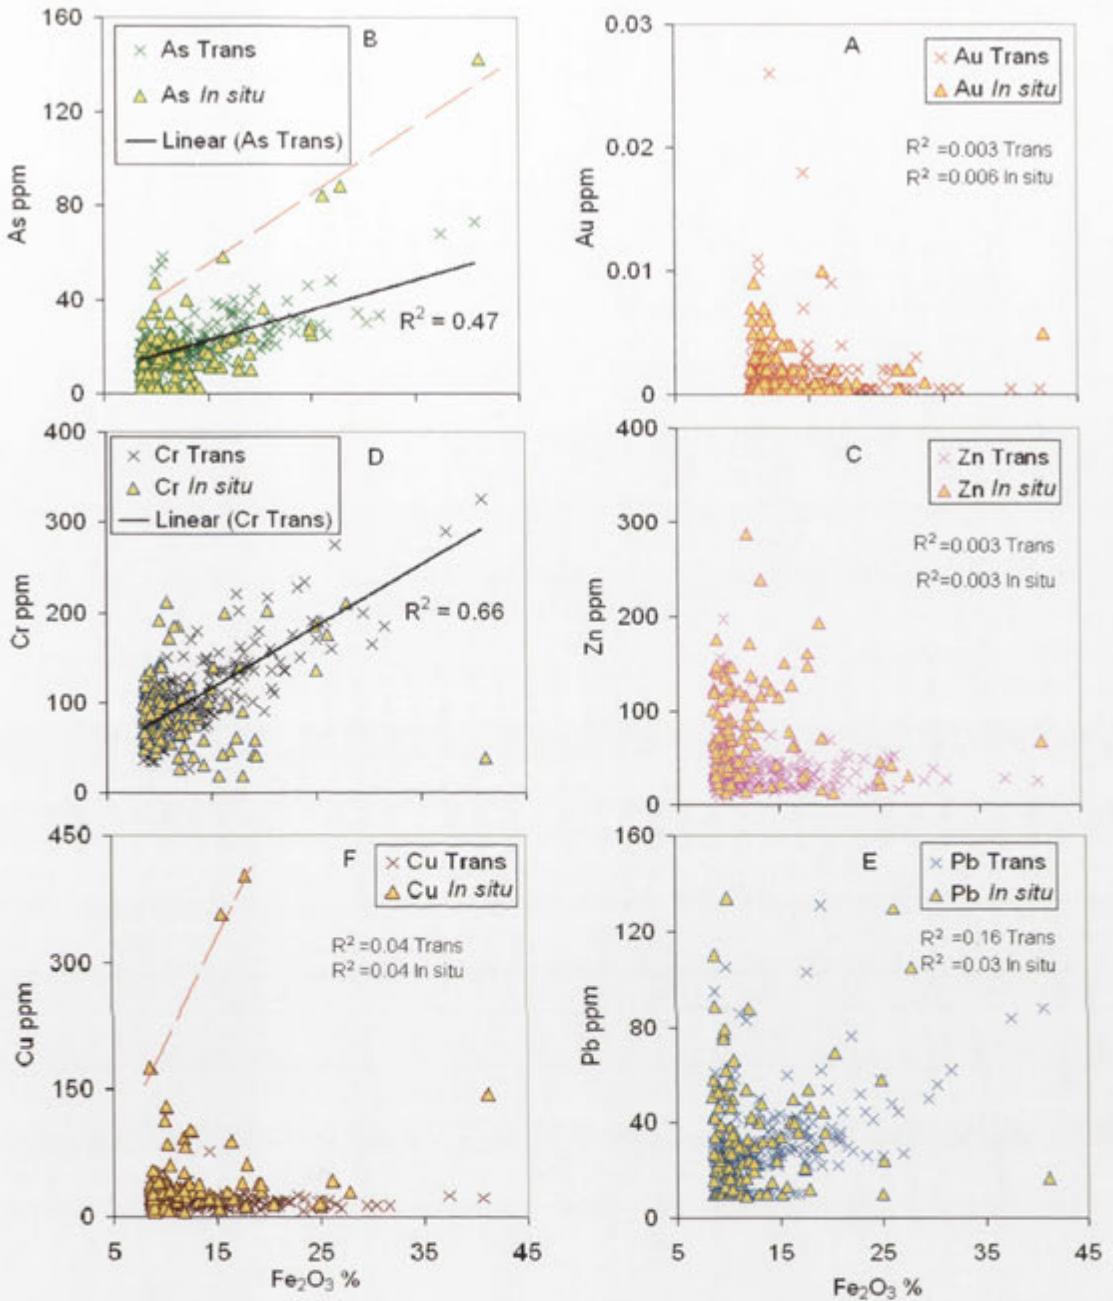 160
120
80
40
0
As ppm
B
As Trans
As In situ
Linear (As Trans)
R² = 0.47
0.03
0.02
0.01
0
Au ppm
A
Au Trans
Au In situ
R² =0.003 Trans
R² =0.006 In situ
400
300
200
100
0
Cr ppm
D
Cr Trans
Cr In situ
Linear (Cr Trans)
R² = 0.66
400
300
200
100
0
Zn ppm
C
Zn Trans
Zn In situ
R²=0.003 Trans
R²=0.003 In situ
450
300
150
0
Cu ppm
F
Cu Trans
Cu In situ
R²=0.04 Trans
R²=0.04 In situ
5 15 25 35 45
Fe₂O₃ %
160
120
80
40
0
Pb ppm
E
Pb Trans
Pb In situ
R² =0.16 Trans
R² =0.03 In situ
5 15 25 35 45
Fe₂O₃ %